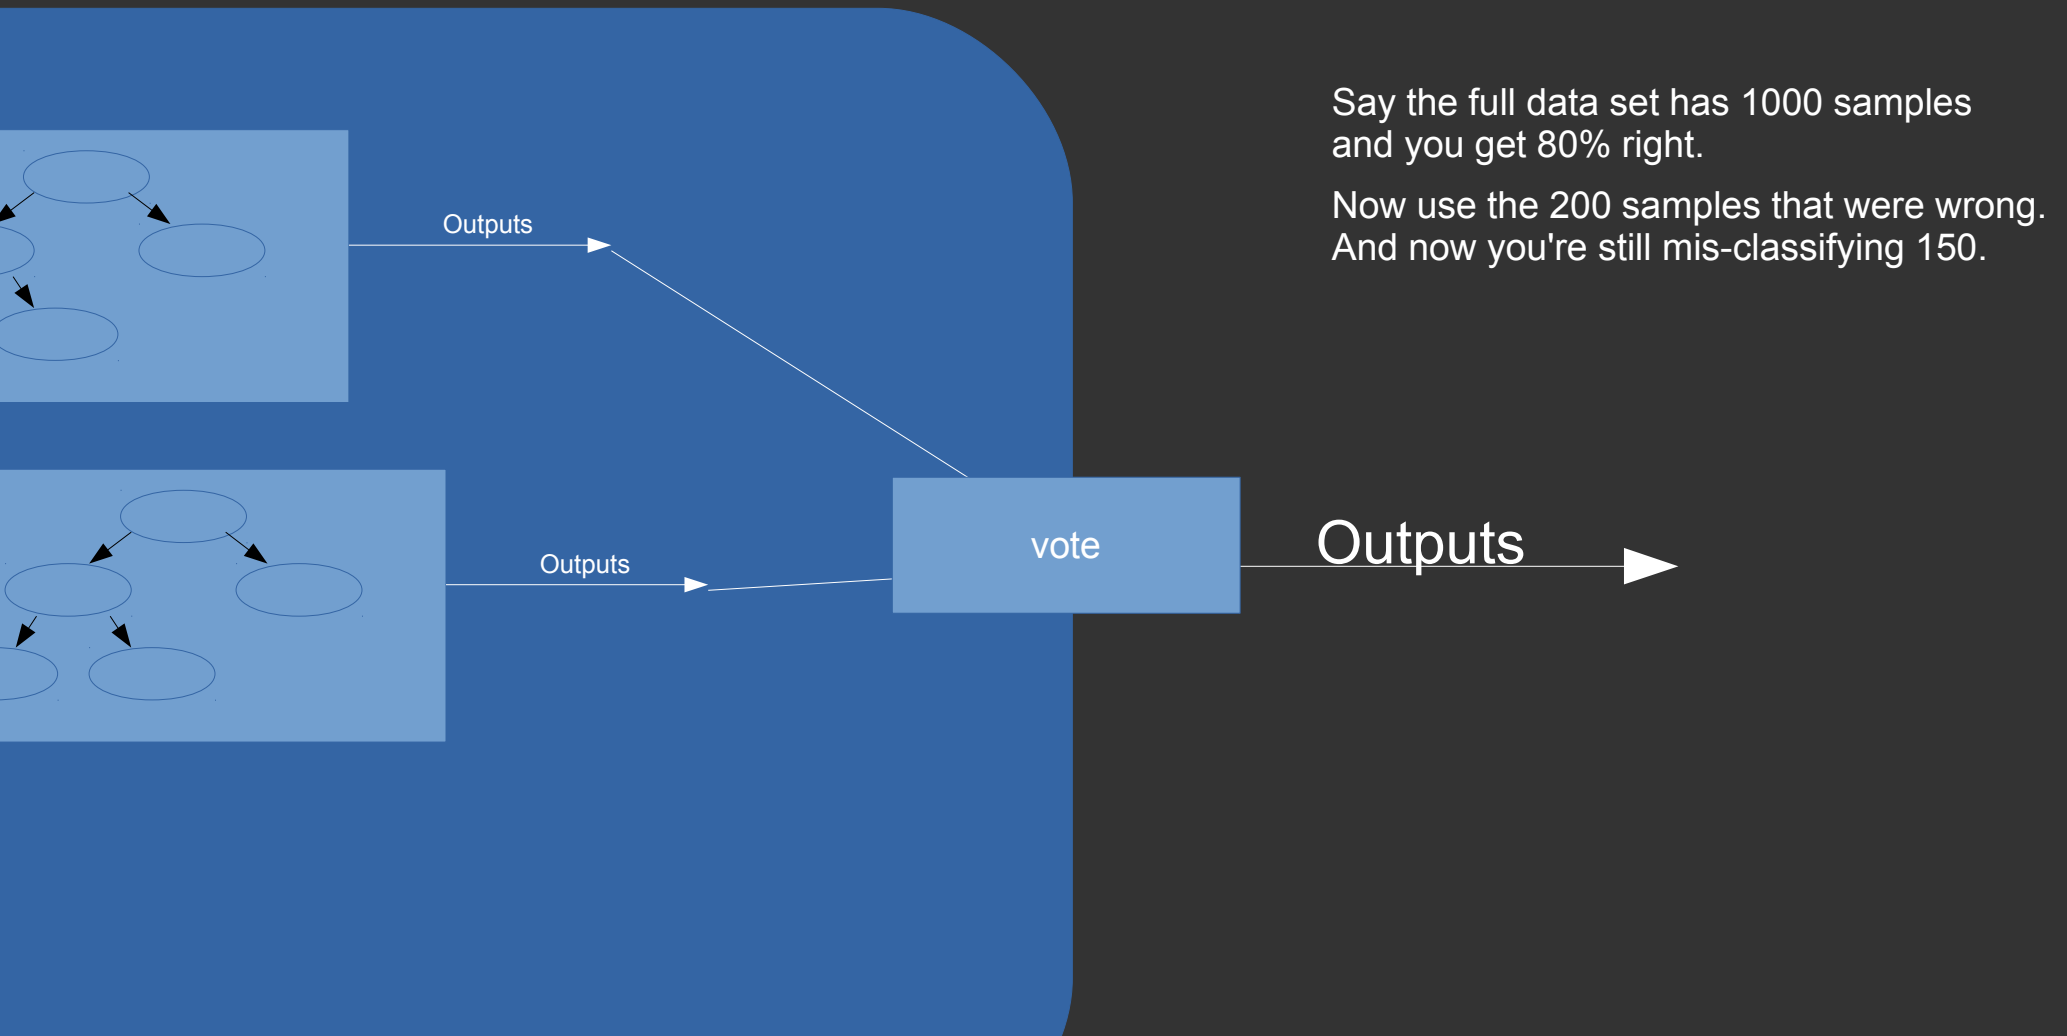 Say the full data set has 1000 samples
and you get 80% right.
Now use the 200 samples that were wrong.
And now you're still mis-classifying 150.
Outputs
Outputs
vote
Outputs